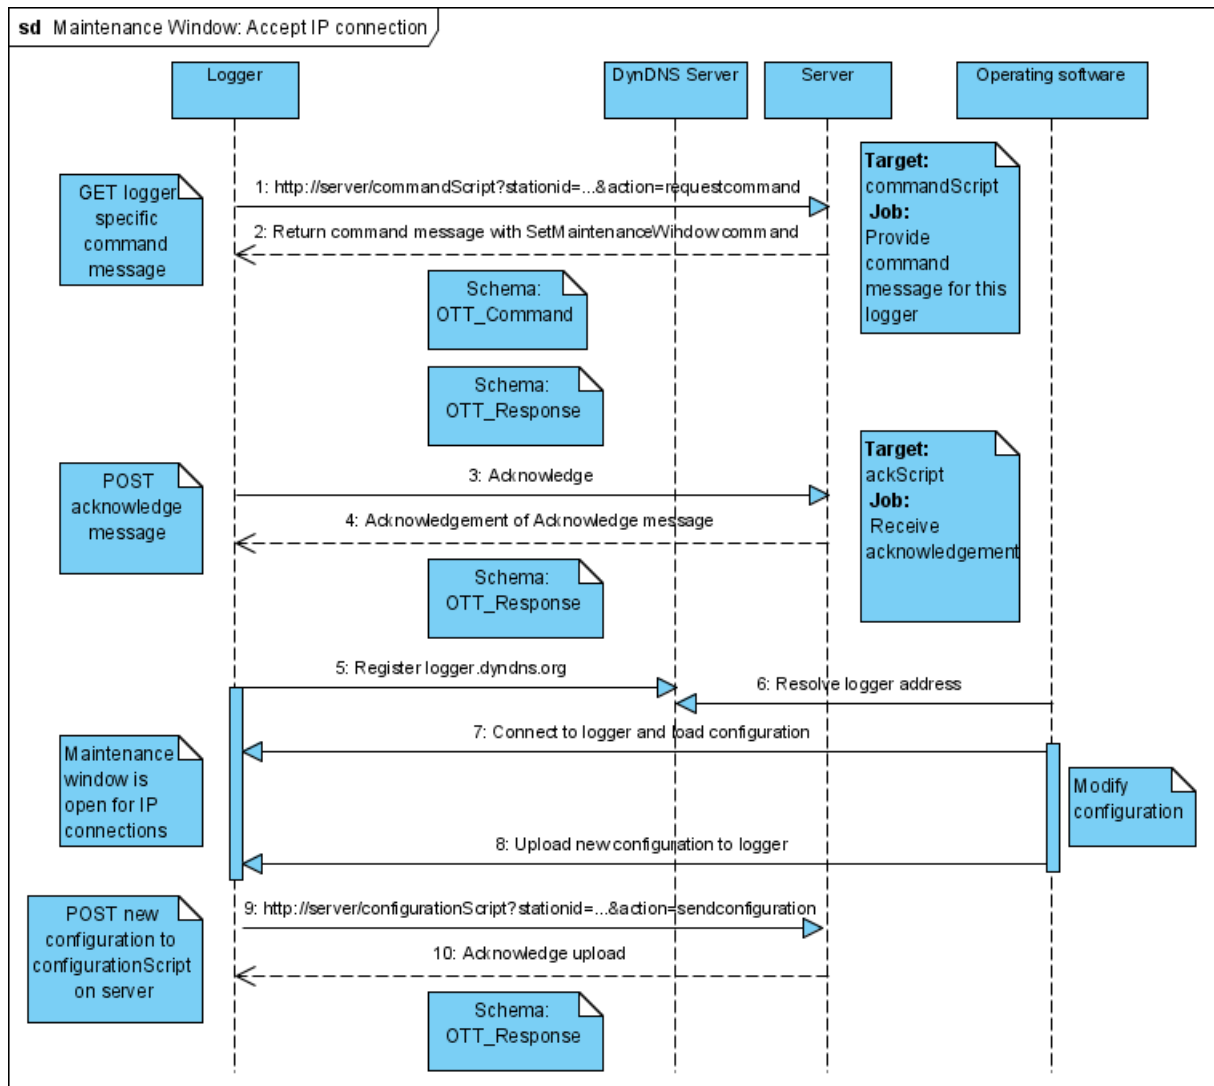 sd Maintenance Window: Accept IP connection
Logger
DynDNS Server
Server
Operating software
GET logger
specific
command
message
1: http://server/commandScript?stationid=...&action=requestcommand
2: Return command message with SetMaintenanceWindow command
Target:
commandScript
Job:
Provide
command
message for this
logger
Schema:
OTT_Command
Schema:
OTT_Response
POST
acknowledge
message
3: Acknowledge
4: Acknowledgement of Acknowledge message
Target:
ackScript
Job:
Receive
acknowledgement
Schema:
OTT_Response
5: Register logger.dyndns.org
6: Resolve logger address
7: Connect to logger and load configuration
Maintenance
window is
open for IP
connections
Modify
configuration
8: Upload new configuration to logger
POST new
configuration to
configurationScript
on server
9: http://server/configurationScript?stationid=...&action=sendconfiguration
10: Acknowledge upload
Schema:
OTT_Response